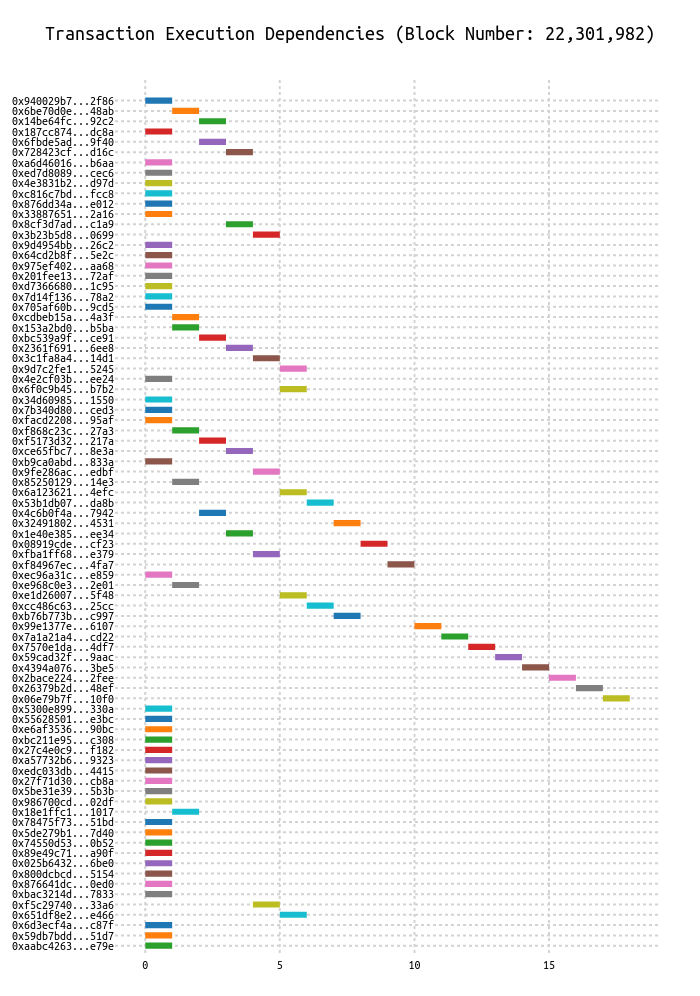 Transaction Execution Dependencies (Block Number: 22,301,982)
0x940029b7...2f86
0x6be70d0e...48ab
0x14be64fc...92c2
0x187cc874...dc8a
0x6fbde5ad...9f40
0x728423cf...d16c
0xa6d46016...b6aa
0xed7d8089...cec6
0x4e3831b2...d97d
0xc816c7bd...fcc8
0x876dd34a...e012
0x33887651...2a16
0x8cf3d7ad...c1a9
0x3b23b5d8...0699
0x9d4954bb...26c2
0x64cd2b8f...5e2c
0x975ef402...aa68
0x201fee13...72af
0xd7366680...1c95
0x7d14f136...78a2
0x705af60b...9cd5
0xcdbeb15a...4a3f
0x153a2bd0...b5ba
0xbc539a9f...ce91
0x2361f691...6ee8
0x3c1fa8a4...14d1
0x9d7c2fe1...5245
0x4e2cf03b...ee24
0x6f0c9b45...b7b2
0x34d60985...1550
0x7b340d80...ced3
0xfacd2208...95af
0xf868c23c...27a3
0xf5173d32...217a
0xce65fbc7...8e3a
0xb9ca0abd...833a
0x9fe286ac...edbf
0x85250129...14e3
0x6a123621...4efc
0x53b1db07...da8b
0x4c6b0f4a...7942
0x32491802...4531
0x1e40e385...ee34
0x08919cde...cf23
0xfba1ff68...e379
0xf84967ec...4fa7
0xec96a31c...e859
0xe968c0e3...2e01
0xe1d26007...5f48
0xcc486c63...25cc
0xb76b773b...c997
0x99e1377e...6107
0x7a1a21a4...cd22
0x7570e1da...4df7
0x59cad32f...9aac
0x4394a076...3be5
0x2bace224...2fee
0x26379b2d...48ef
0x06e79b7f...10f0
0x5300e899...330a
0x55628501...e3bc
0xe6af3536...90bc
0xbc211e95...c308
0x27c4e0c9...f182
0xa57732b6...9323
0xedc033db...4415
0x27f71d30...cb8a
0x5be31e39...5b3b
0x986700cd...02df
0x18e1ffc1...1017
0x78475f73...51bd
0x5de279b1...7d40
0x74550d53...0b52
0x89e49c71...a90f
0x025b6432...6be0
0x800dcbcd...5154
0x876641dc...0ed0
0xbac3214d...7833
0xf5c29740...33a6
0x651df8e2...e466
0x6d3ecf4a...c87f
0x59db7bdd...51d7
0xaabc4263...e79e
0 5 10 15